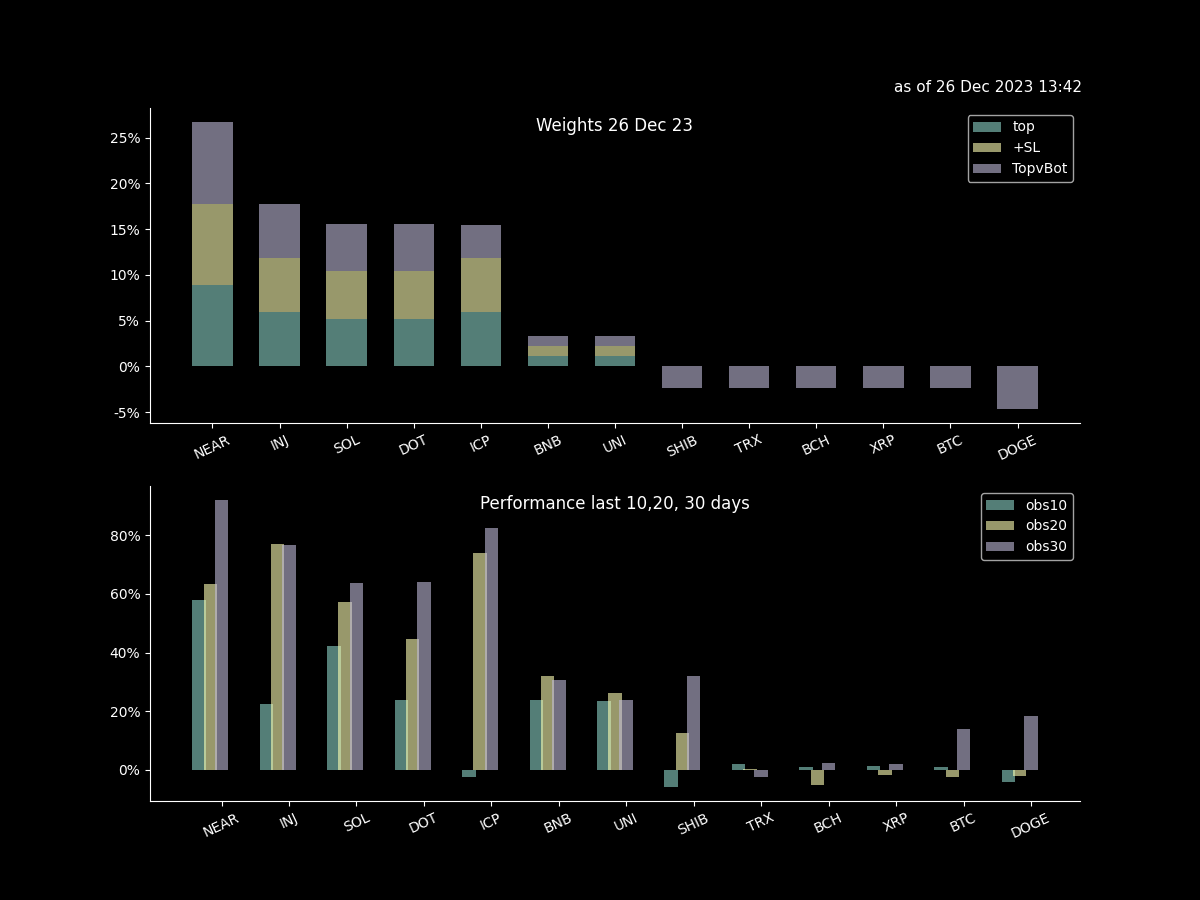 as of 26 Dec 2023 13:42
Weights 26 Dec 23
top
+SL
TopvBot
25%
20%
15%
10%
5%
0%
-5%
NEAR INJ SOL DOT ICP BNB UNI SHIB TRX BCH XRP BTC DOGE
Performance last 10,20, 30 days
obs10
obs20
obs30
80%
60%
40%
20%
0%
NEAR INJ SOL DOT ICP BNB UNI SHIB TRX BCH XRP BTC DOGE